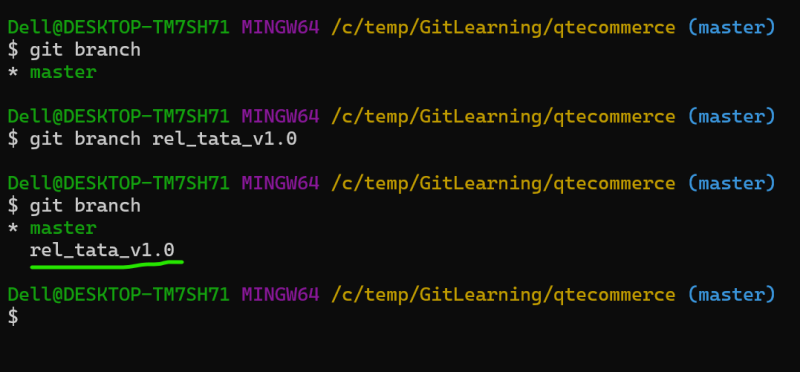 Dell@DESKTOP-TM7SH71 MINGW64 /c/temp/GitLearning/qtecommerce (master)
$ git branch
* master
Dell@DESKTOP-TM7SH71 MINGW64 /c/temp/GitLearning/qtecommerce (master)
$ git branch rel_tata_v1.0
Dell@DESKTOP-TM7SH71 MINGW64 /c/temp/GitLearning/qtecommerce (master)
$ git branch
* master
rel_tata_v1.0
Dell@DESKTOP-TM7SH71 MINGW64 /c/temp/GitLearning/qtecommerce (master)
$